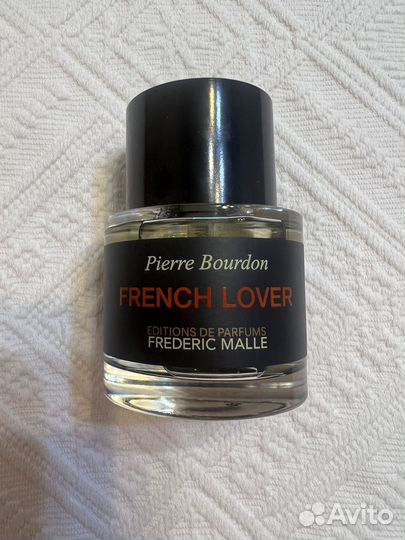 Pierre Bourdon
FRENCH LOVER
EDITIONS DE PARFUMS
FREDERIC MALLE
Avito